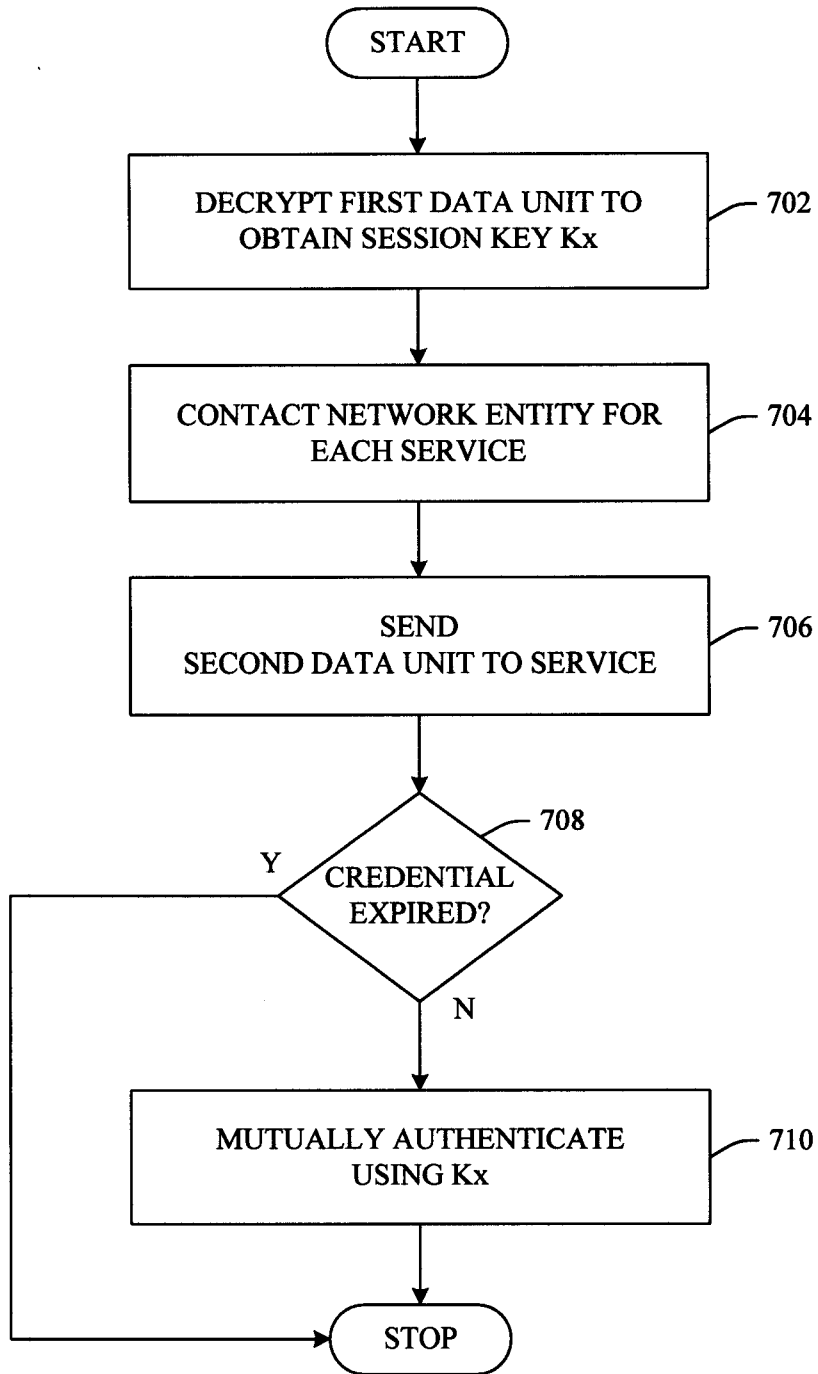 START
DECRYPT FIRST DATA UNIT TO
OBTAIN SESSION KEY Kx
702
CONTACT NETWORK ENTITY FOR
EACH SERVICE
704
SEND
SECOND DATA UNIT TO SERVICE
706
708
Y
CREDENTIAL
EXPIRED?
N
MUTUALLY AUTHENTICATE
USING Kx
710
STOP